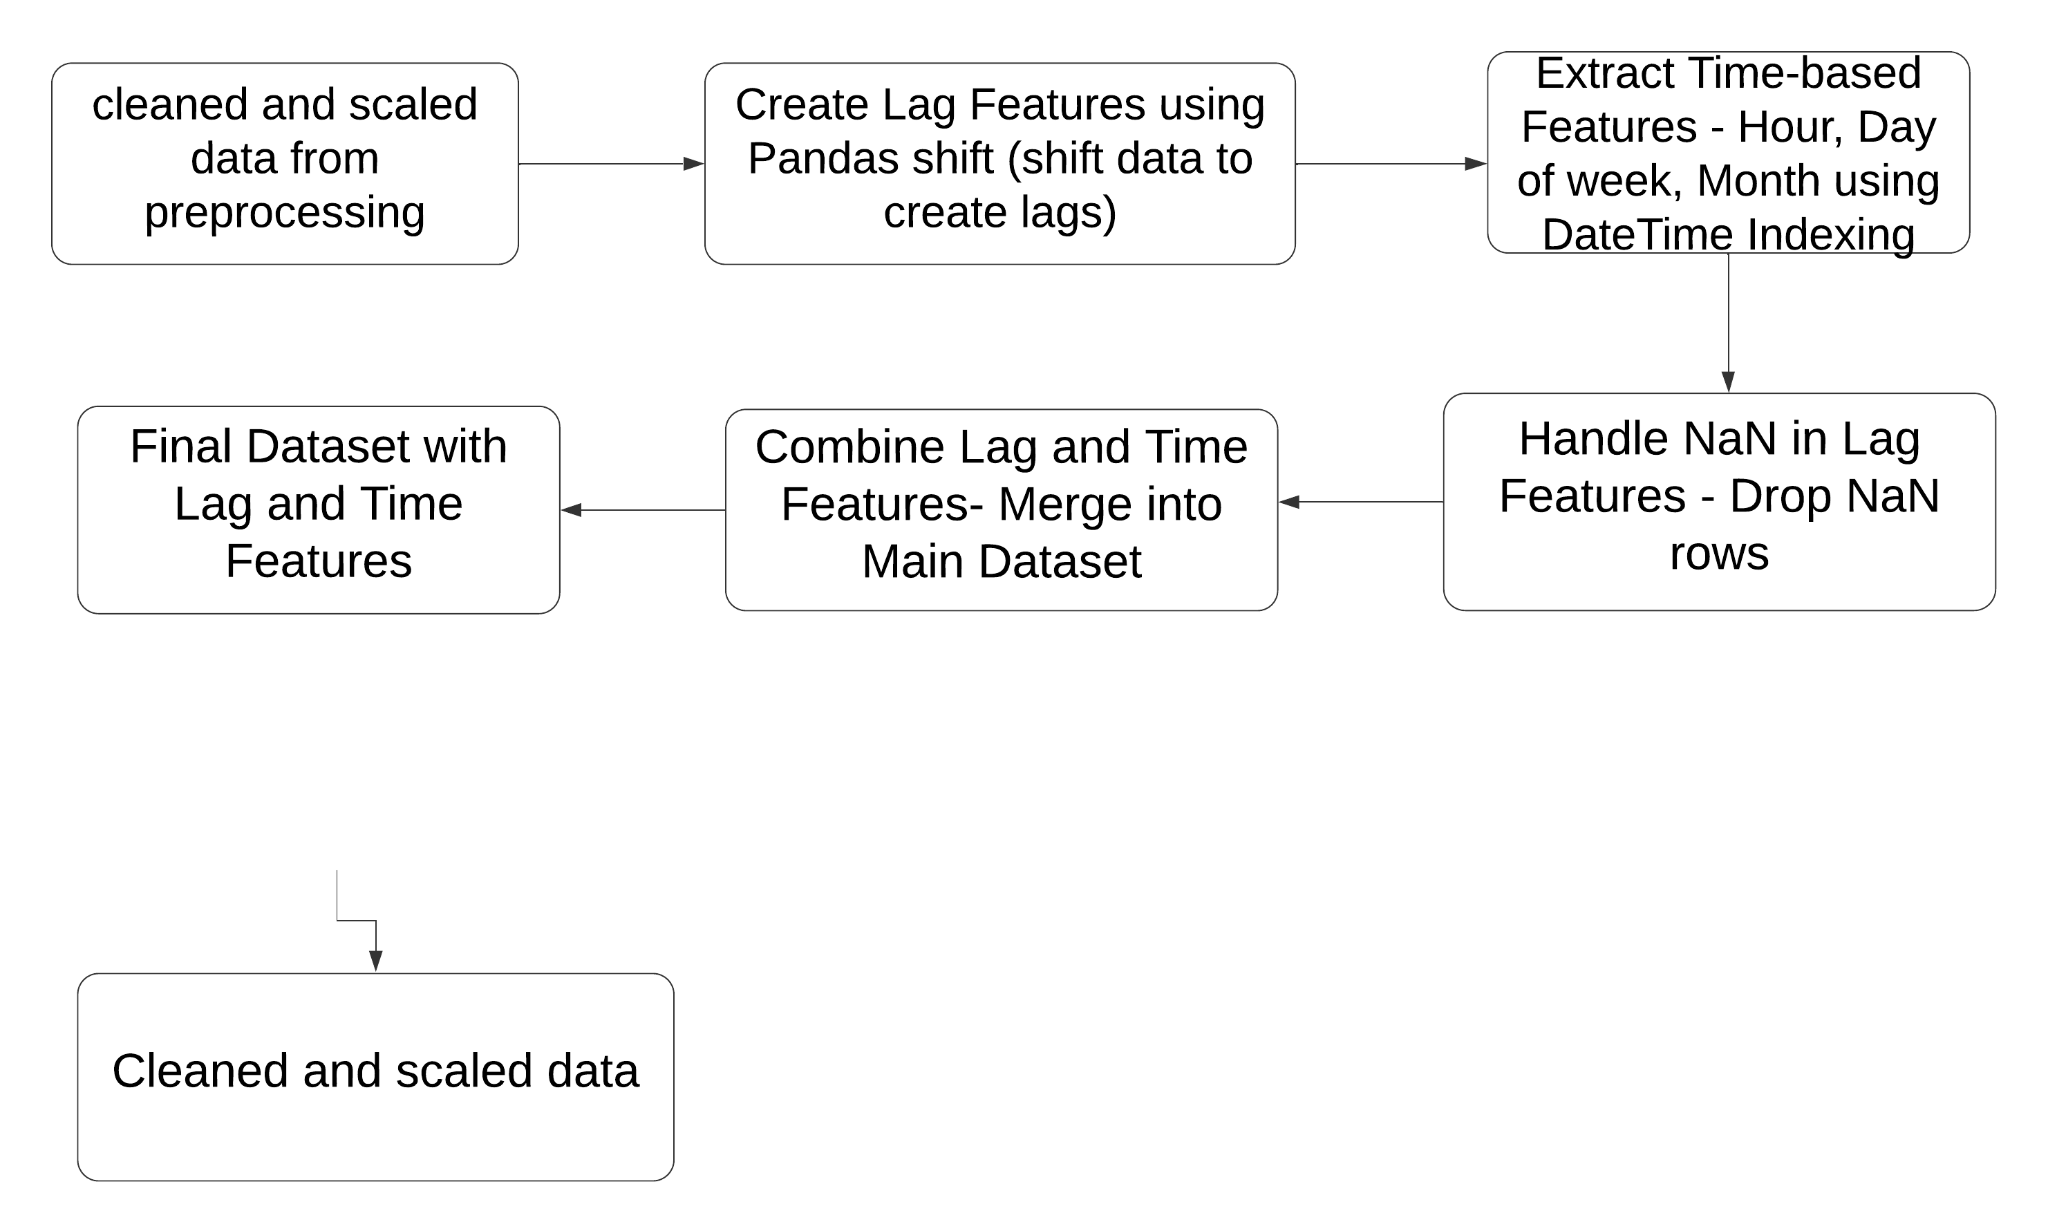 cleaned and scaled
data from
preprocessing
Create Lag Features using
Pandas shift (shift data to
create lags)
Extract Time-based
Features - Hour, Day
of week, Month using
DateTime Indexing
Handle NaN in Lag
Features - Drop NaN
rows
Combine Lag and Time
Features- Merge into
Main Dataset
Final Dataset with
Lag and Time
Features
Cleaned and scaled data